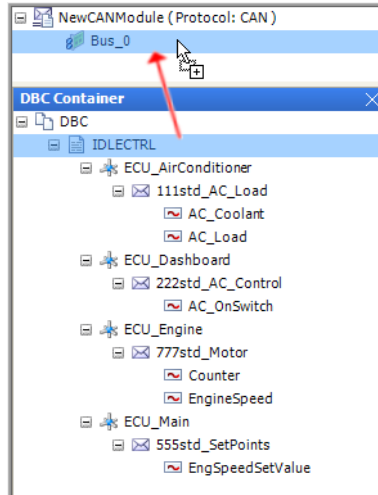 NewCANModule (Protocol: CAN )
Bus_0
DBC Container
DBC
IDLECTRL
ECU_AirConditioner
111std_AC_Load
AC_Coolant
AC_Load
ECU_Dashboard
222std_AC_Control
AC_OnSwitch
ECU_Engine
777std_Motor
Counter
EngineSpeed
ECU_Main
555std_SetPoints
EngSpeedSetValue